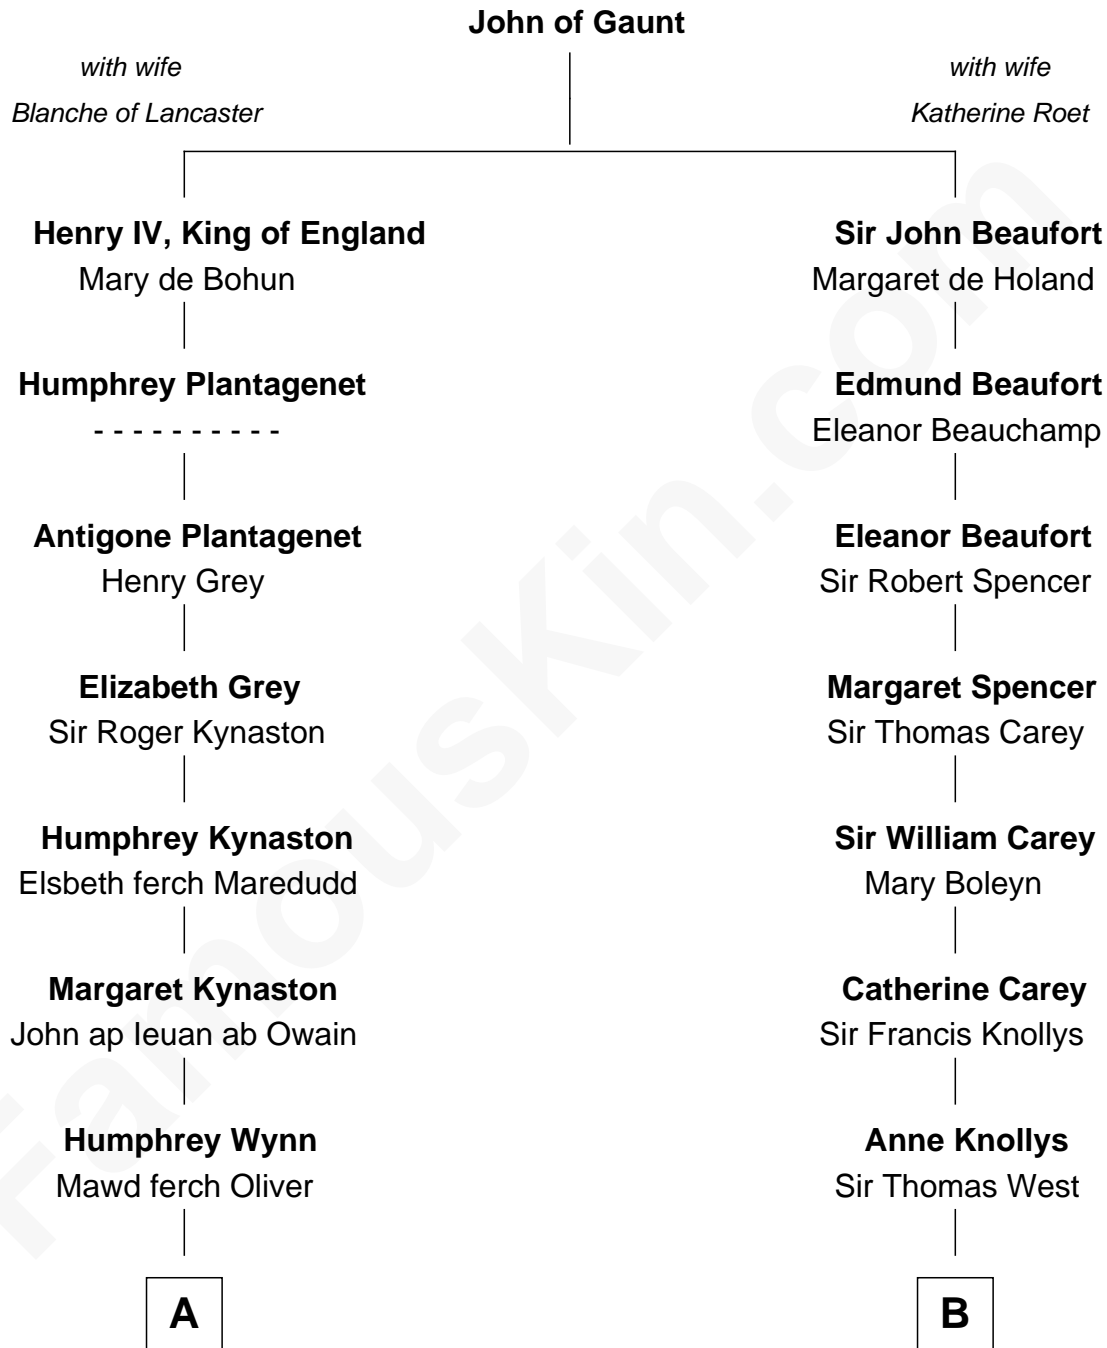 John of Gaunt
with wife
Blanche of Lancaster
with wife
Katherine Roet
Henry IV, King of England
Mary de Bohun
Sir John Beaufort
Margaret de Holand
Humphrey Plantagenet
- - - - - - - - - -
Edmund Beaufort
Eleanor Beauchamp
Antigone Plantagenet
Henry Grey
Eleanor Beaufort
Sir Robert Spencer
Elizabeth Grey
Sir Roger Kynaston
Margaret Spencer
Sir Thomas Carey
Humphrey Kynaston
Elsbeth ferch Maredudd
Sir William Carey
Mary Boleyn
Margaret Kynaston
John ap Ieuan ab Owain
Catherine Carey
Sir Francis Knollys
Humphrey Wynn
Mawd ferch Oliver
Anne Knollys
Sir Thomas West
A
B
FamousKin.com